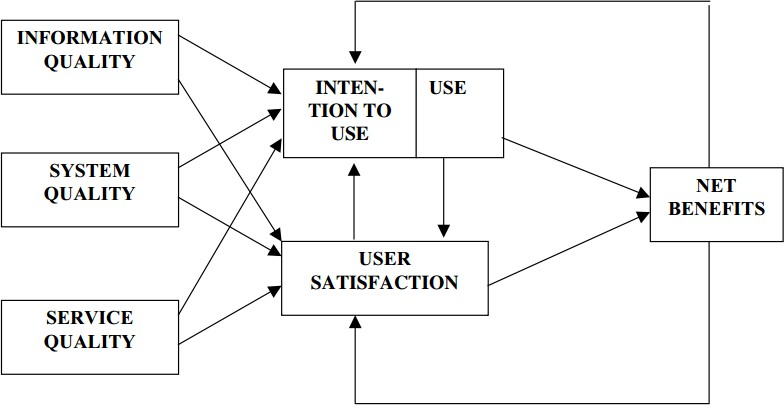 INFORMATION
QUALITY
INTEN-
TION TO
USE
USE
SYSTEM
QUALITY
NET
BENEFITS
USER
SATISFACTION
SERVICE
QUALITY